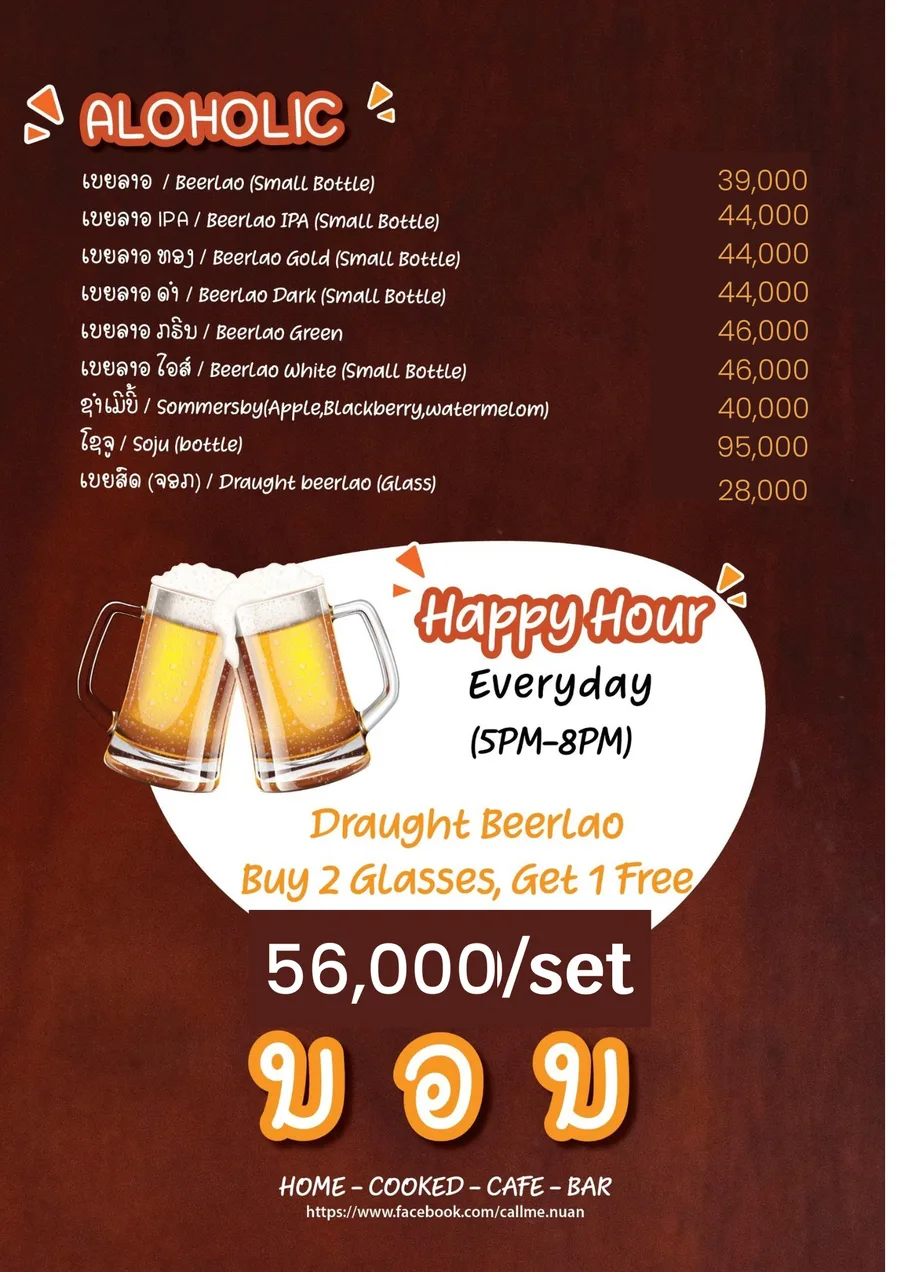 ALOHOLIC
ເບຍລາວ / Beerlao (Small Bottle) 39,000
ເບຍລາວ IPA / Beerlao IPA (Small Bottle) 44,000
ເບຍລາວ ທອງ / Beerlao Gold (Small Bottle) 44,000
ເບຍລາວ ດຳ / Beerlao Dark (Small Bottle) 44,000
ເບຍລາວ ກຣີນ / Beerlao Green 46,000
ເບຍລາວ ໄວສ໌ / Beerlao White (Small Bottle) 46,000
ຊຳເມີບີ້ / Sommersby(Apple,Blackberry,watermelom) 40,000
ໂຊຈູ / Soju (bottle) 95,000
ເບຍສົດ (ຈອກ) / Draught beerlao (Glass) 28,000
Happy Hour
Everyday
(5PM-8PM)
Draught Beerlao
Buy 2 Glasses, Get 1 Free
56,000/set
ນ ວ ນ
HOME - COOKED - CAFE - BAR
https://www.facebook.com/callme.nuan